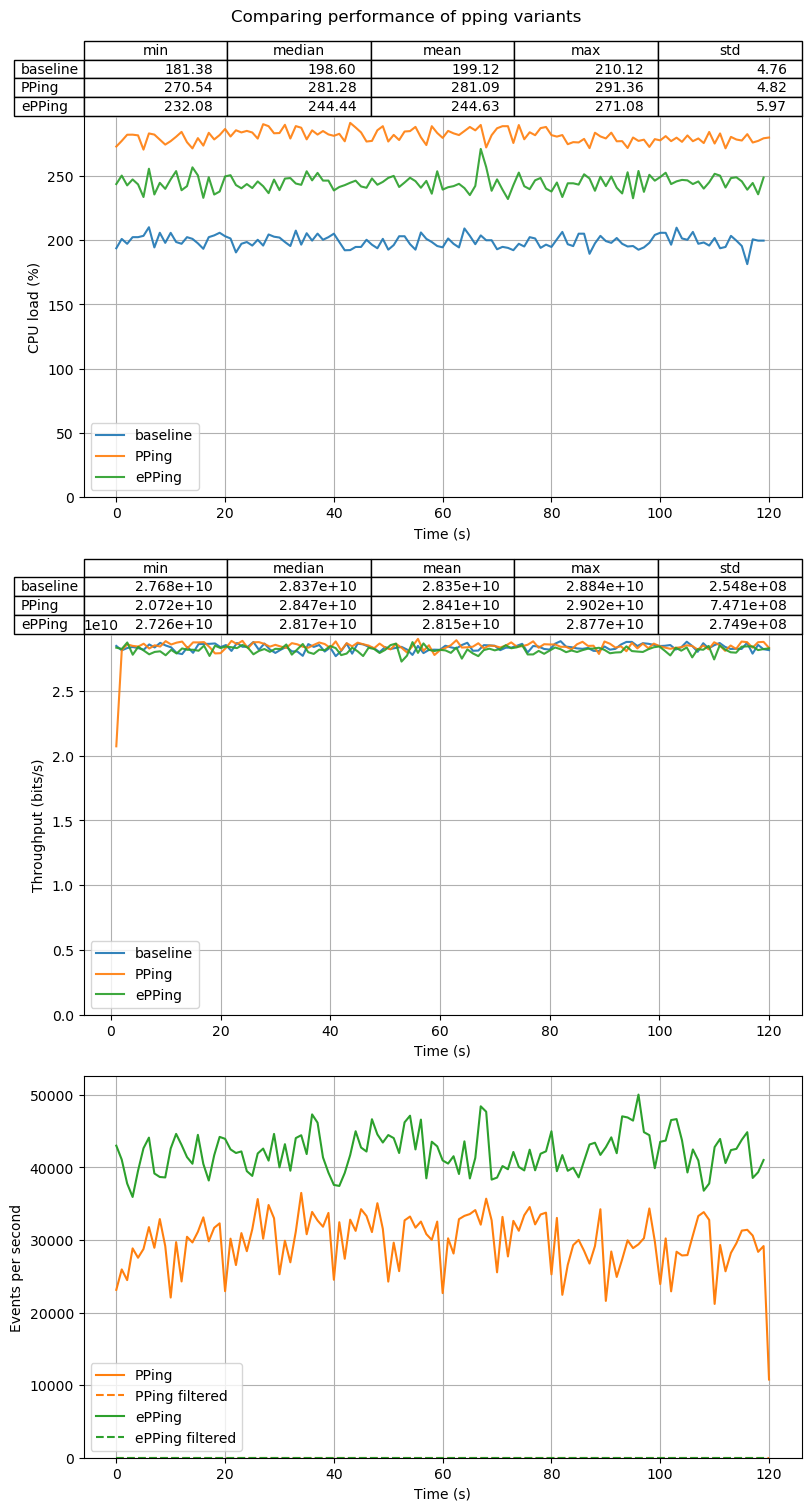 Comparing performance of pping variants
min median mean max std
baseline 181.38 198.60 199.12 210.12 4.76
PPing 270.54 281.28 281.09 291.36 4.82
ePPing 232.08 244.44 244.63 271.08 5.97
250
200
150
100
50
0
CPU load (%)
baseline
PPing
ePPing
0 20 40 60 80 100 120
Time (s)
min median mean max std
baseline 2.768e+10 2.837e+10 2.835e+10 2.884e+10 2.548e+08
PPing 2.072e+10 2.847e+10 2.841e+10 2.902e+10 7.471e+08
ePPing 2.726e+10 2.817e+10 2.815e+10 2.877e+10 2.749e+08
1e10
2.5
2.0
1.5
1.0
0.5
0.0
Throughput (bits/s)
baseline
PPing
ePPing
0 20 40 60 80 100 120
Time (s)
50000
40000
30000
20000
10000
0
Events per second
PPing
PPing filtered
ePPing
ePPing filtered
0 20 40 60 80 100 120
Time (s)